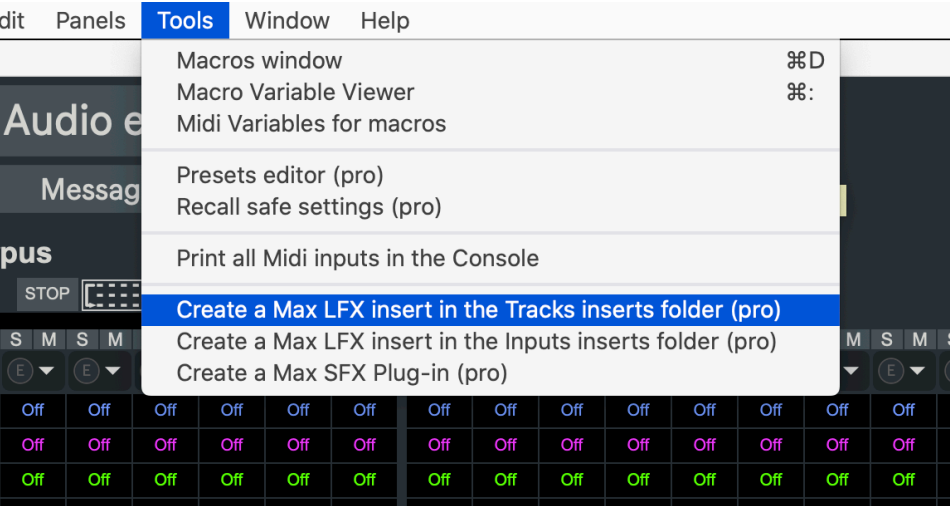 dit Panels Tools Window Help
Macros window ⌘D
Macro Variable Viewer ⌘:
Midi Variables for macros
Audio e
Presets editor (pro)
Messag
Recall safe settings (pro)
pus
Print all Midi inputs in the Console
STOP
Create a Max LFX insert in the Tracks inserts folder (pro)
S M S M M S M
Create a Max LFX insert in the Inputs inserts folder (pro)
E E E
Create a Max SFX Plug-in (pro)
Off Off Off Off Off Off Off Off Off Off Off Off Off Off
Off Off Off Off Off Off Off Off Off Off Off Off Off Off
Off Off Off Off Off Off Off Off Off Off Off Off Off Off